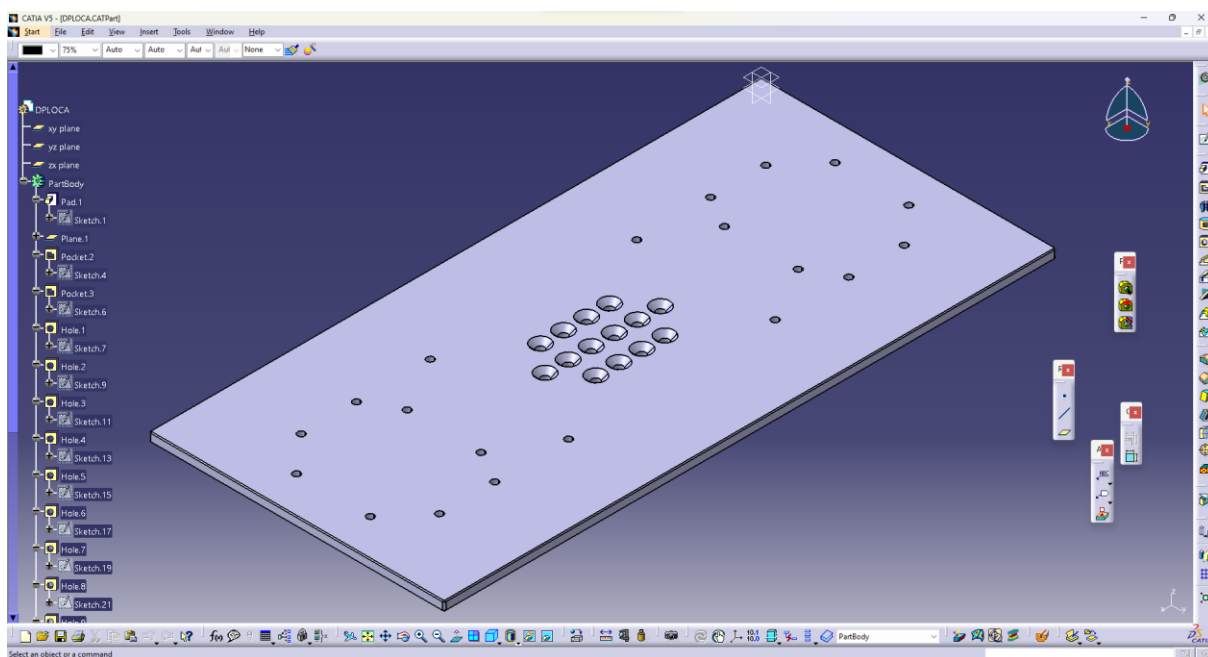 CATIA V5 - [DPLOCA.CATPart]
Start File Edit View Insert Tools Window Help
75% Auto Auto Aut Aut None
DPLOCA
xy plane
yz plane
zx plane
PartBody
Pad.1
Sketch.1
Plane.1
Pocket.2
Sketch.4
Pocket.3
Sketch.6
Hole.1
Sketch.7
Hole.2
Sketch.9
Hole.3
Sketch.11
Hole.4
Sketch.13
Hole.5
Sketch.15
Hole.6
Sketch.17
Hole.7
Sketch.19
Hole.8
Sketch.21
PartBody
Select an object or a command